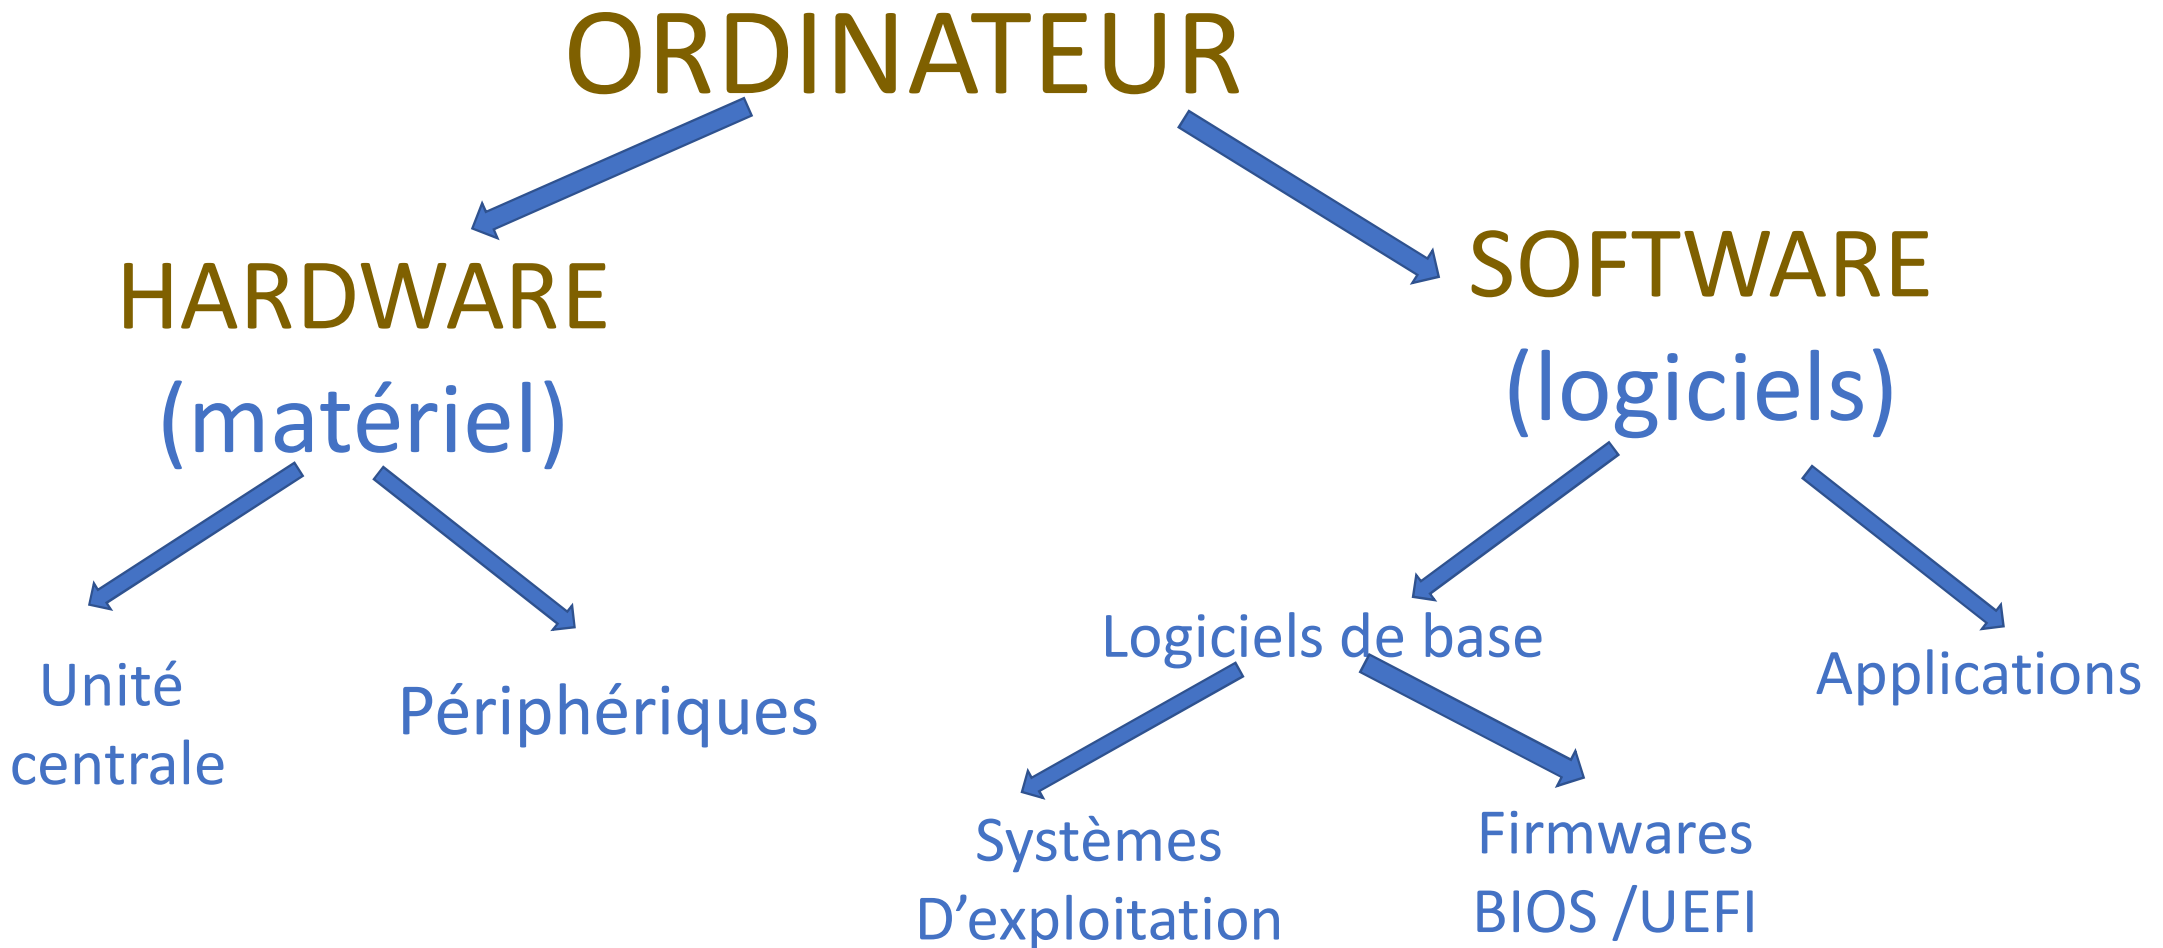 ORDINATEUR
HARDWARE
(matériel)
SOFTWARE
(logiciels)
Unité
centrale
Périphériques
Logiciels de base
Applications
Systèmes
D’exploitation
Firmwares
BIOS /UEFI